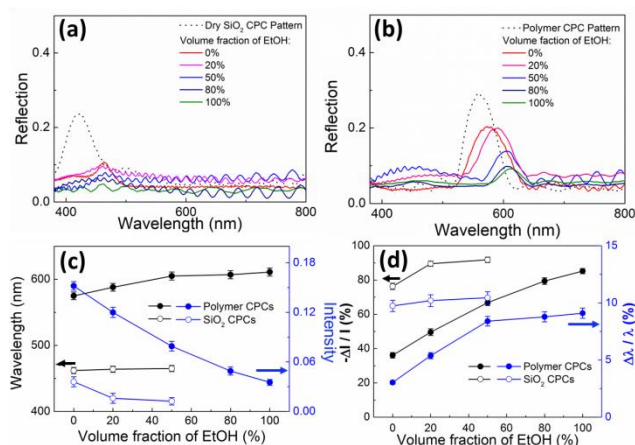 (a)
Dry SiO₂ CPC Pattern
Volume fraction of EtOH:
0%
20%
50%
80%
100%
Reflection
0.4
0.2
0.0
400
500
600
700
800
Wavelength (nm)
(b)
Polymer CPC Pattern
Volume faction of EtOH:
0%
20%
50%
80%
100%
Reflection
0.4
0.2
0.0
400
500
600
700
800
Wavelength (nm)
(c)
Wavelength (nm)
600
500
400
Polymer CPCs
SiO₂ CPCs
0.18
0.12
0.06
0.00
Intensity
0
20
40
60
80
100
Volume fraction of EtOH (%)
(d)
-ΔI / I (%)
100
80
60
40
20
0
Polymer CPCs
SiO₂ CPCs
15
10
5
0
Δλ / λ (%)
0
20
40
60
80
100
Volume fraction of EtOH (%)